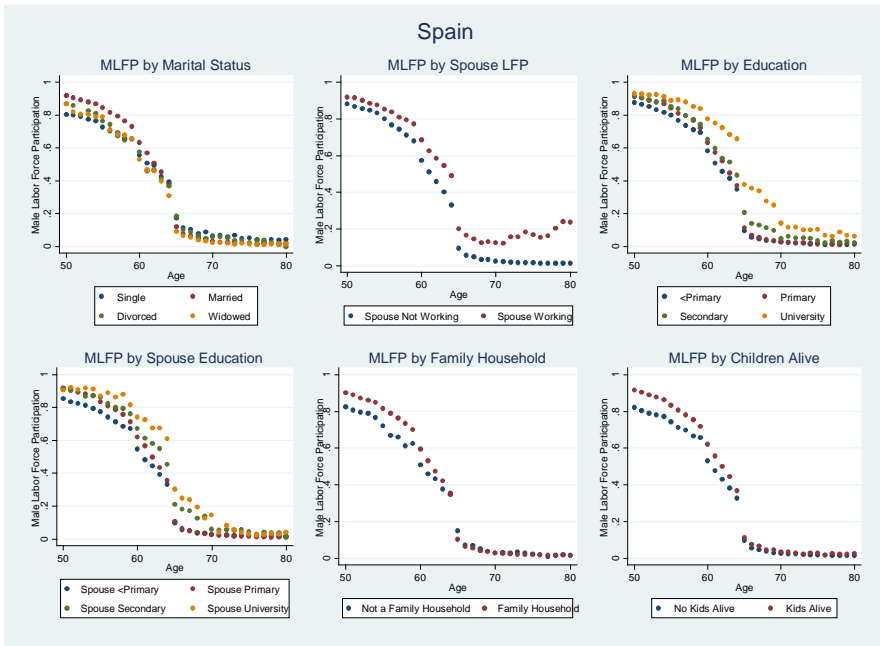 Spain
MLFP by Marital Status
Male Labor Force Participation
0 .2 .4 .6 .8 1
50 60 70 80
Age
Single Married
Divorced Widowed
MLFP by Spouse LFP
Male Labor Force Participation
0 .2 .4 .6 .8 1
50 60 70 80
Age
Spouse Not Working Spouse Working
MLFP by Education
Male Labor Force Participation
0 .2 .4 .6 .8 1
50 60 70 80
Age
<Primary Primary
Secondary University
MLFP by Spouse Education
Male Labor Force Participation
0 .2 .4 .6 .8 1
50 60 70 80
Age
Spouse <Primary Spouse Primary
Spouse Secondary Spouse University
MLFP by Family Household
Male Labor Force Participation
0 .2 .4 .6 .8 1
50 60 70 80
Age
Not a Family Household Family Household
MLFP by Children Alive
Male Labor Force Participation
0 .2 .4 .6 .8 1
50 60 70 80
Age
No Kids Alive Kids Alive